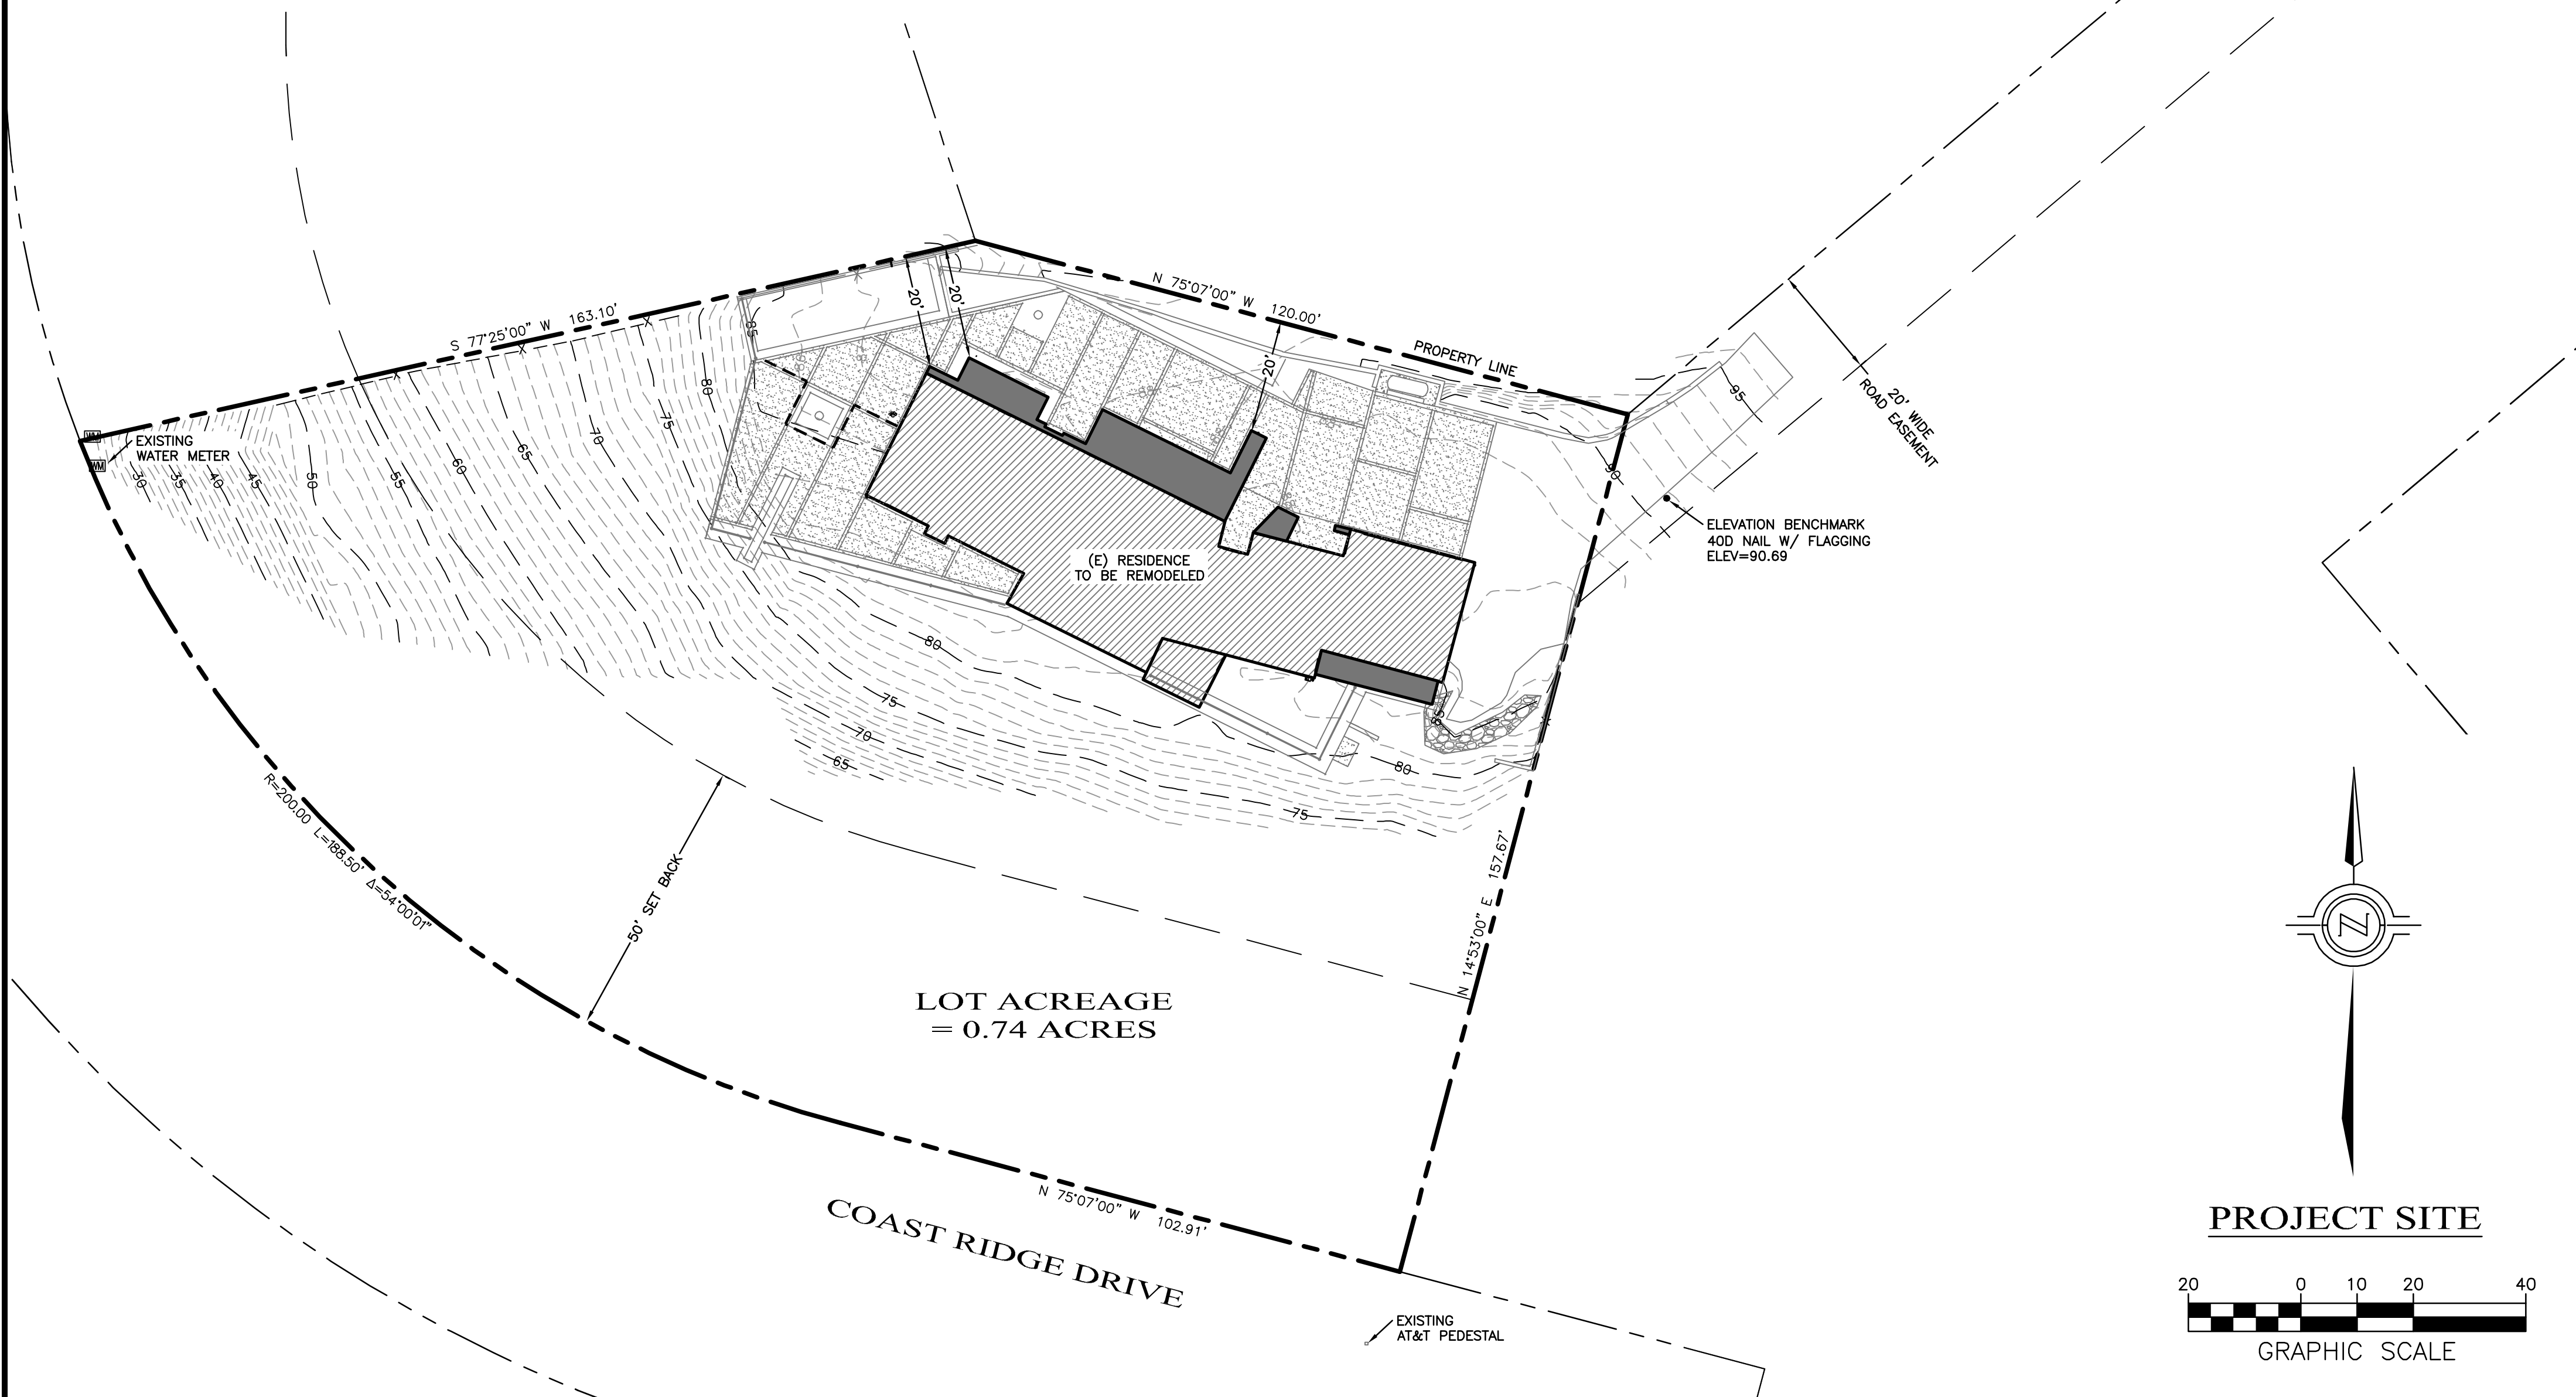 S 77°25'00" W 163.10'
N 75°07'00" W 120.00'
PROPERTY LINE
20'
20'
20'
20' WIDE
ROAD EASEMENT
EXISTING
WATER METER
WM
WM
30
35
40
45
50
55
60
65
70
75
80
85
90
95
ELEVATION BENCHMARK
40D NAIL W/ FLAGGING
ELEV=90.69
(E) RESIDENCE
TO BE REMODELED
80
75
70
65
85
80
75
R=200.00 L=188.50' Δ=54°00'01"
50' SET BACK
N 14°53'00" E 157.67'
LOT ACREAGE
= 0.74 ACRES
N 75°07'00" W 102.91'
COAST RIDGE DRIVE
EXISTING
AT&T PEDESTAL
N
PROJECT SITE
20 0 10 20 40
GRAPHIC SCALE